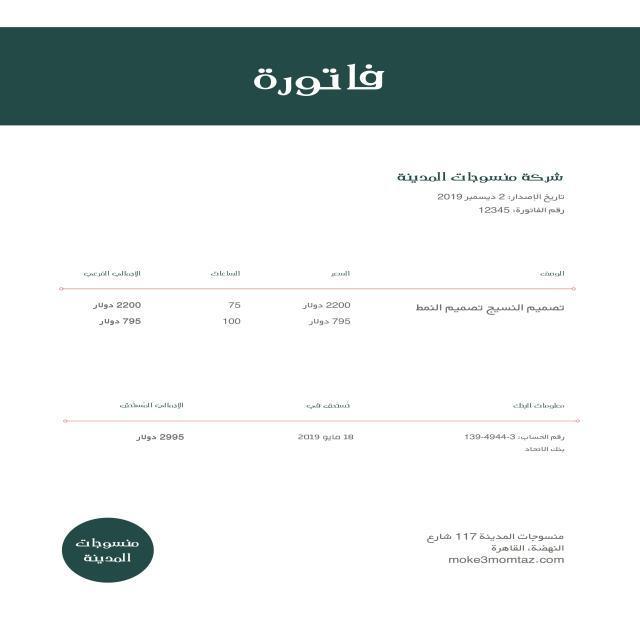 فاتورة
شركة منسوجات المدينة
تاريخ الإصدار: 2 ديسمبر 2019
رقم الفاتورة: 12345
الوصف السعر الساعات الإجمالي الفرعي
تصميم النسيج تصميم النمط 2200 دولار 75 2200 دولار
795 دولار 100 795 دولار
معلومات البنك تستحق في الإجمالي المستحق
رقم الحساب: 3-4944-139 18 مايو 2019 2995 دولار
بنك الاتحاد
منسوجات المدينة 117 شارع
النهضة، القاهرة
moke3momtaz.com
منسوجات
المدينة